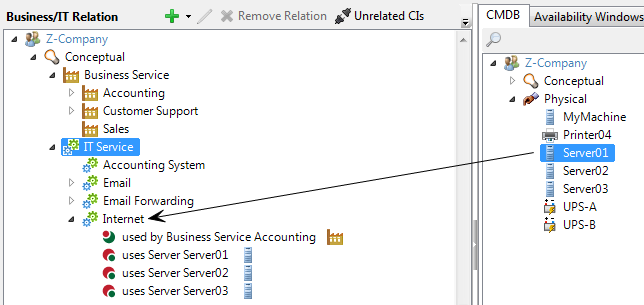 Business/IT Relation
Remove Relation
Unrelated CIs
Z-Company
Conceptual
Business Service
Accounting
Customer Support
Sales
IT Service
Accounting System
Email
Email Forwarding
Internet
used by Business Service Accounting
uses Server Server01
uses Server Server02
uses Server Server03
CMDB
Availability Windows
Z-Company
Conceptual
Physical
MyMachine
Printer04
Server01
Server02
Server03
UPS-A
UPS-B